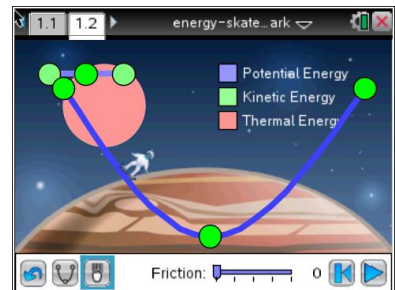 1.1 1.2 energy-skate…ark
Potential Energy
Kinetic Energy
Thermal Energy
Friction: 0